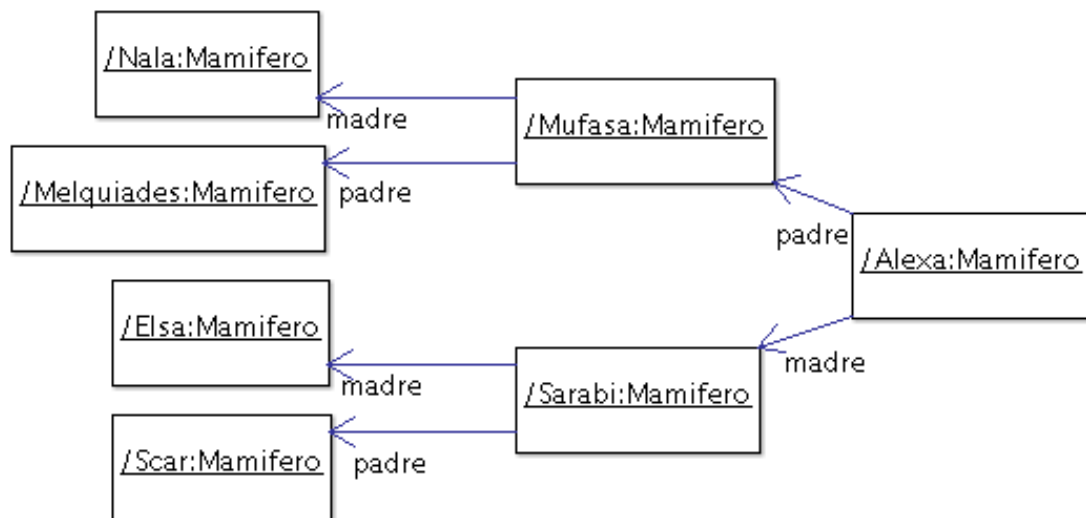 /Nala:Mamifero
madre
/Mufasa:Mamifero
/Melquiades:Mamifero
padre
padre
/Alexa:Mamifero
/Elsa:Mamifero
madre
madre
/Sarabi:Mamifero
/Scar:Mamifero
padre